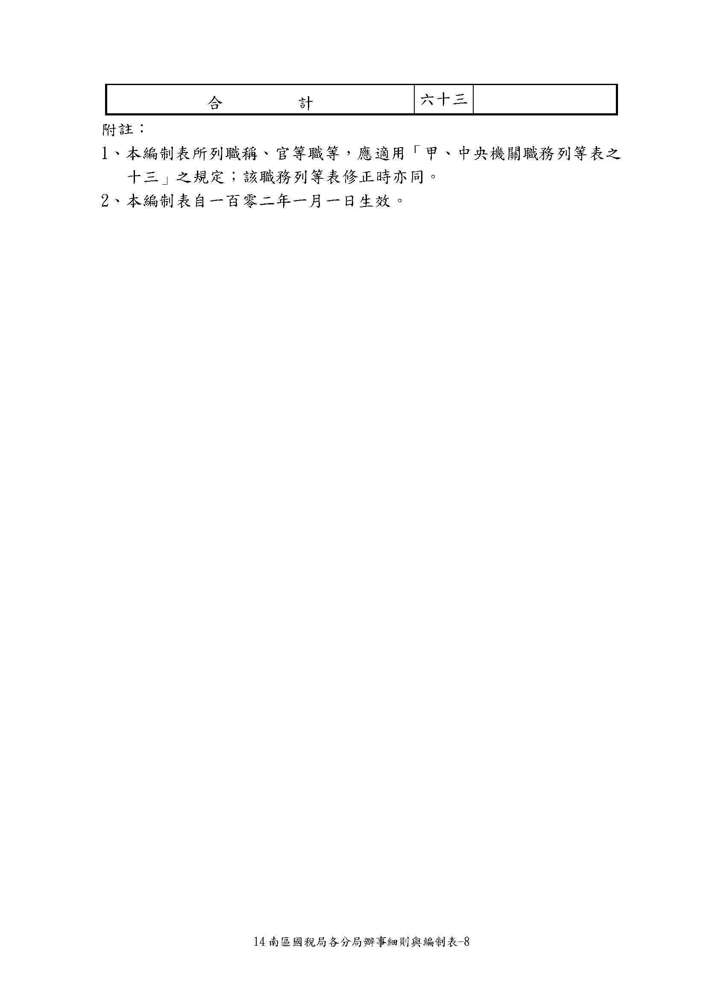 合　　　　計　六十三
附註：
1、本編制表所列職稱、官等職等，應適用「甲、中央機關職務列等表之
十三」之規定；該職務列等表修正時亦同。
2、本編制表自一百零二年一月一日生效。
14 南區國稅局各分局辦事細則與編制表-8